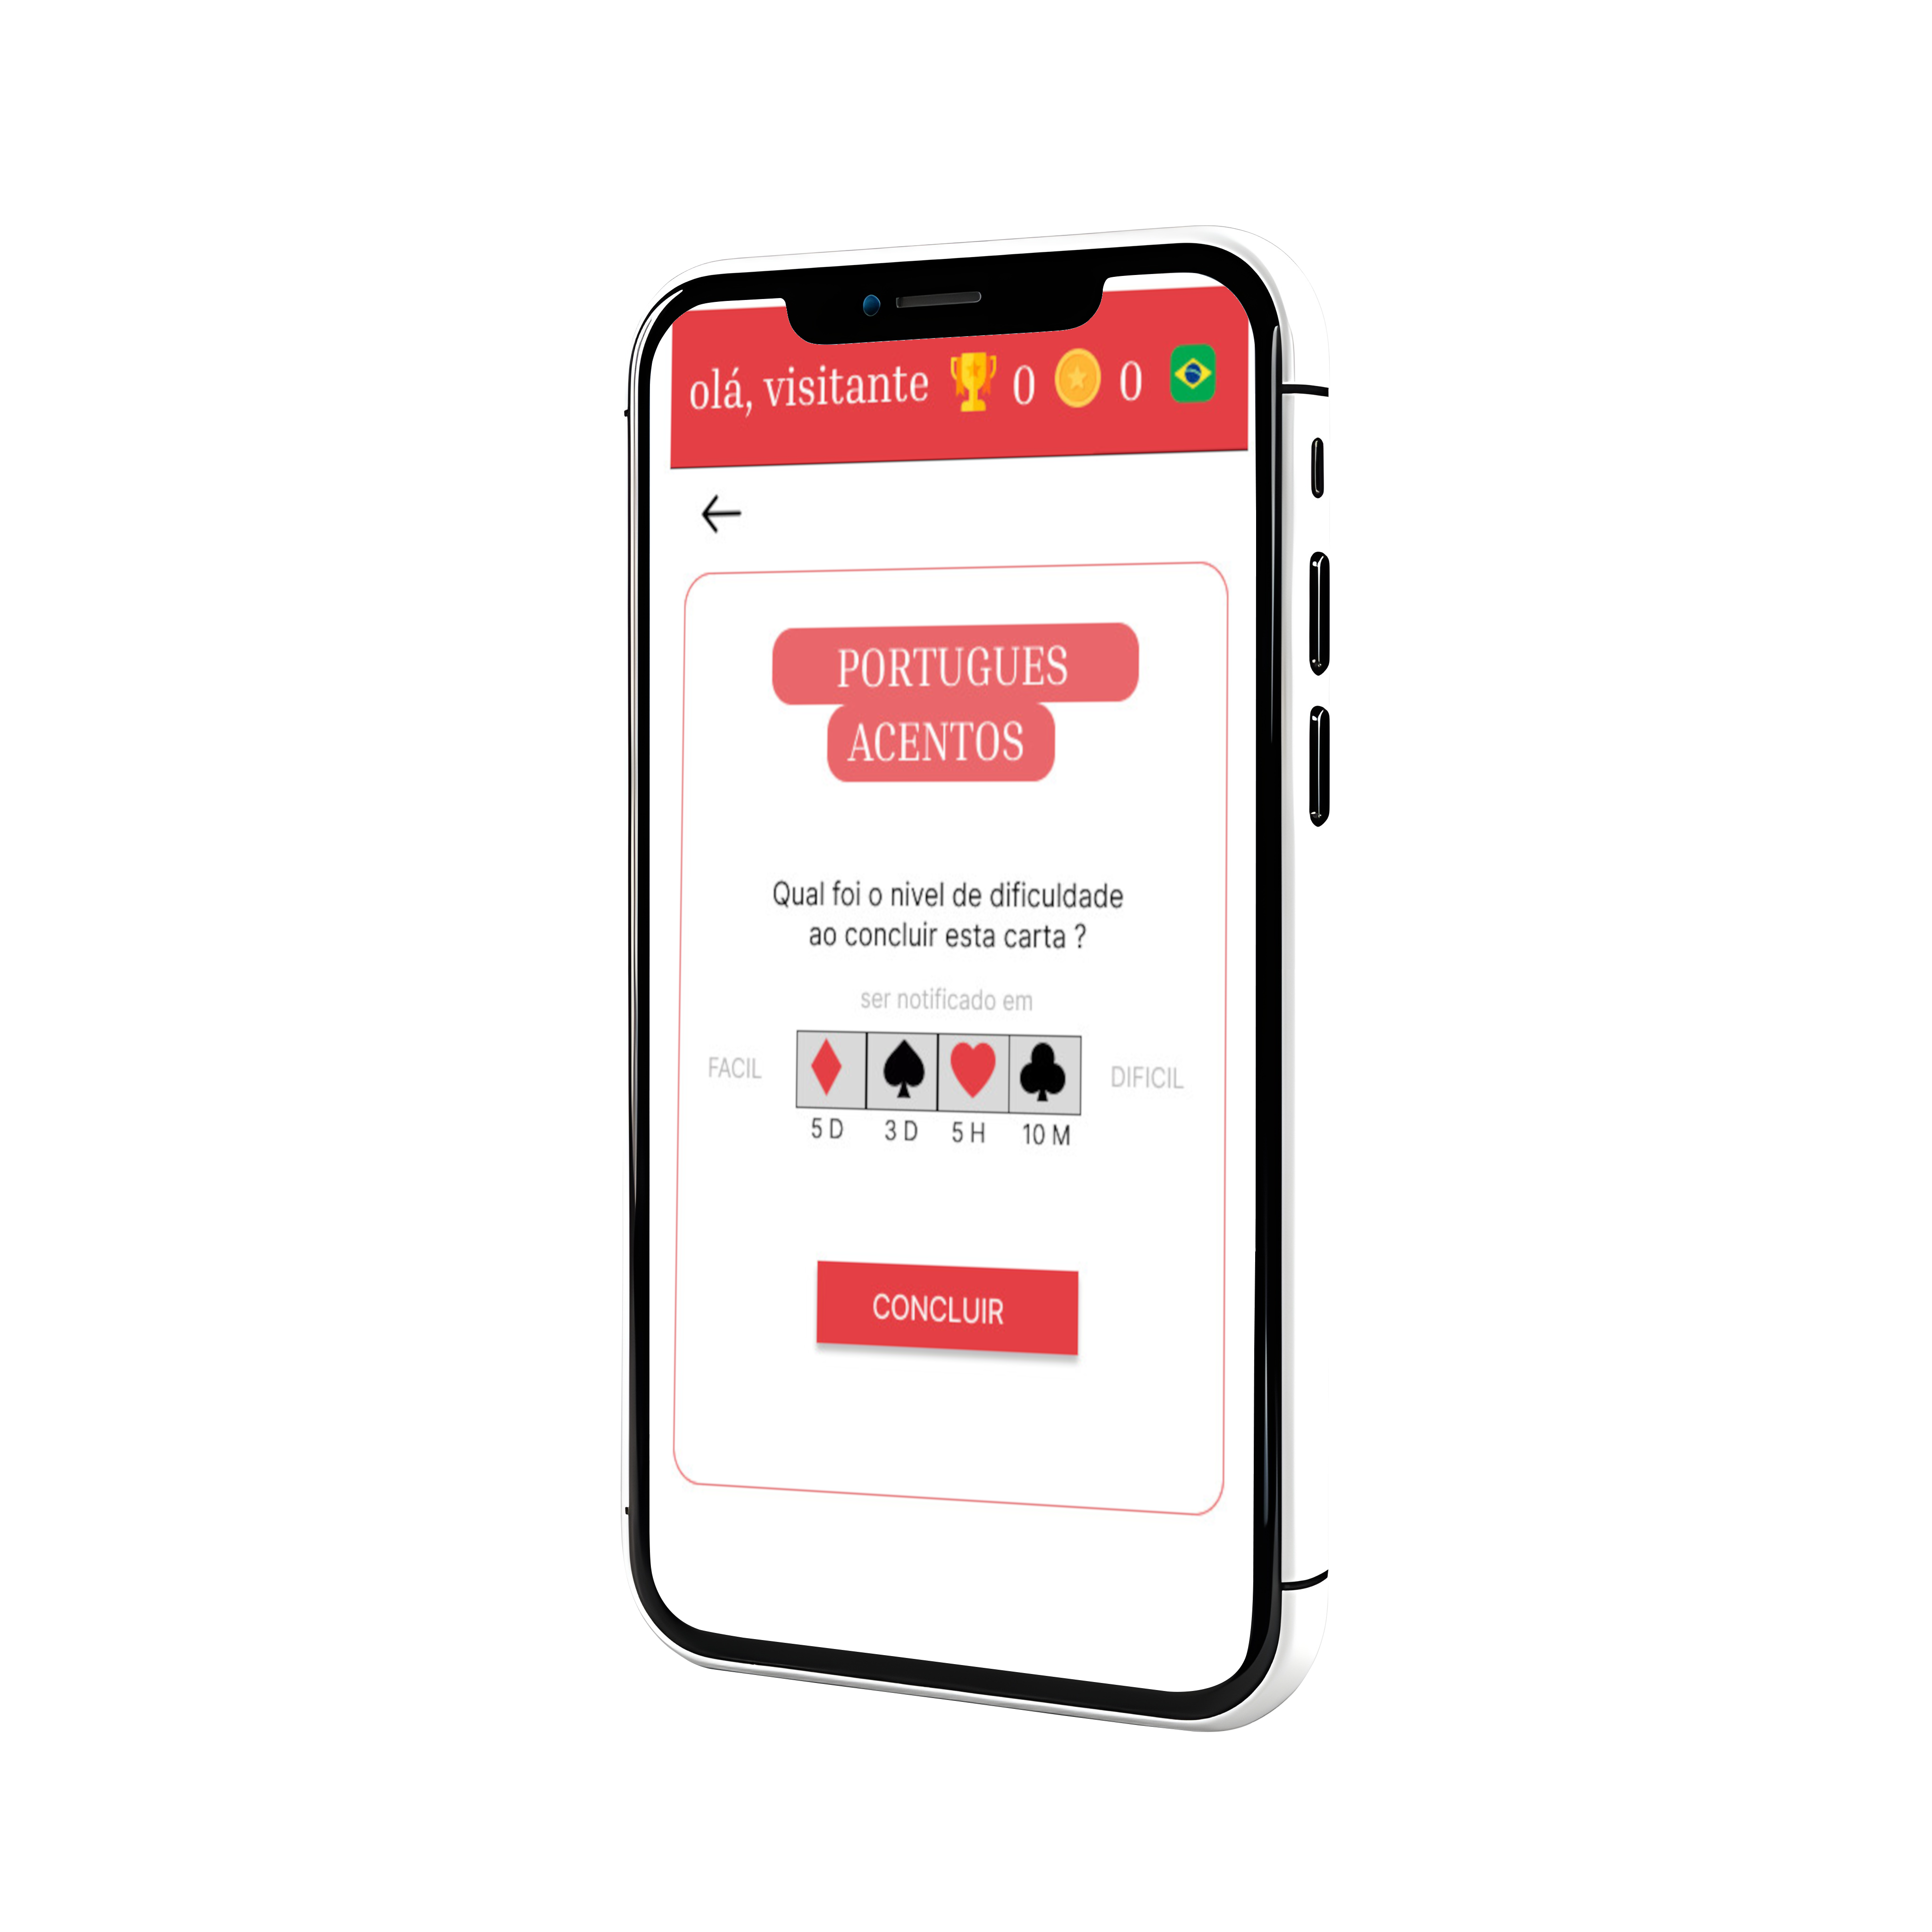 olá, visitante 0 0
PORTUGUES
ACENTOS
Qual foi o nivel de dificuldade
ao concluir esta carta ?
ser notificado em
FACIL DIFICIL
5 D 3 D 5 H 10 M
CONCLUIR